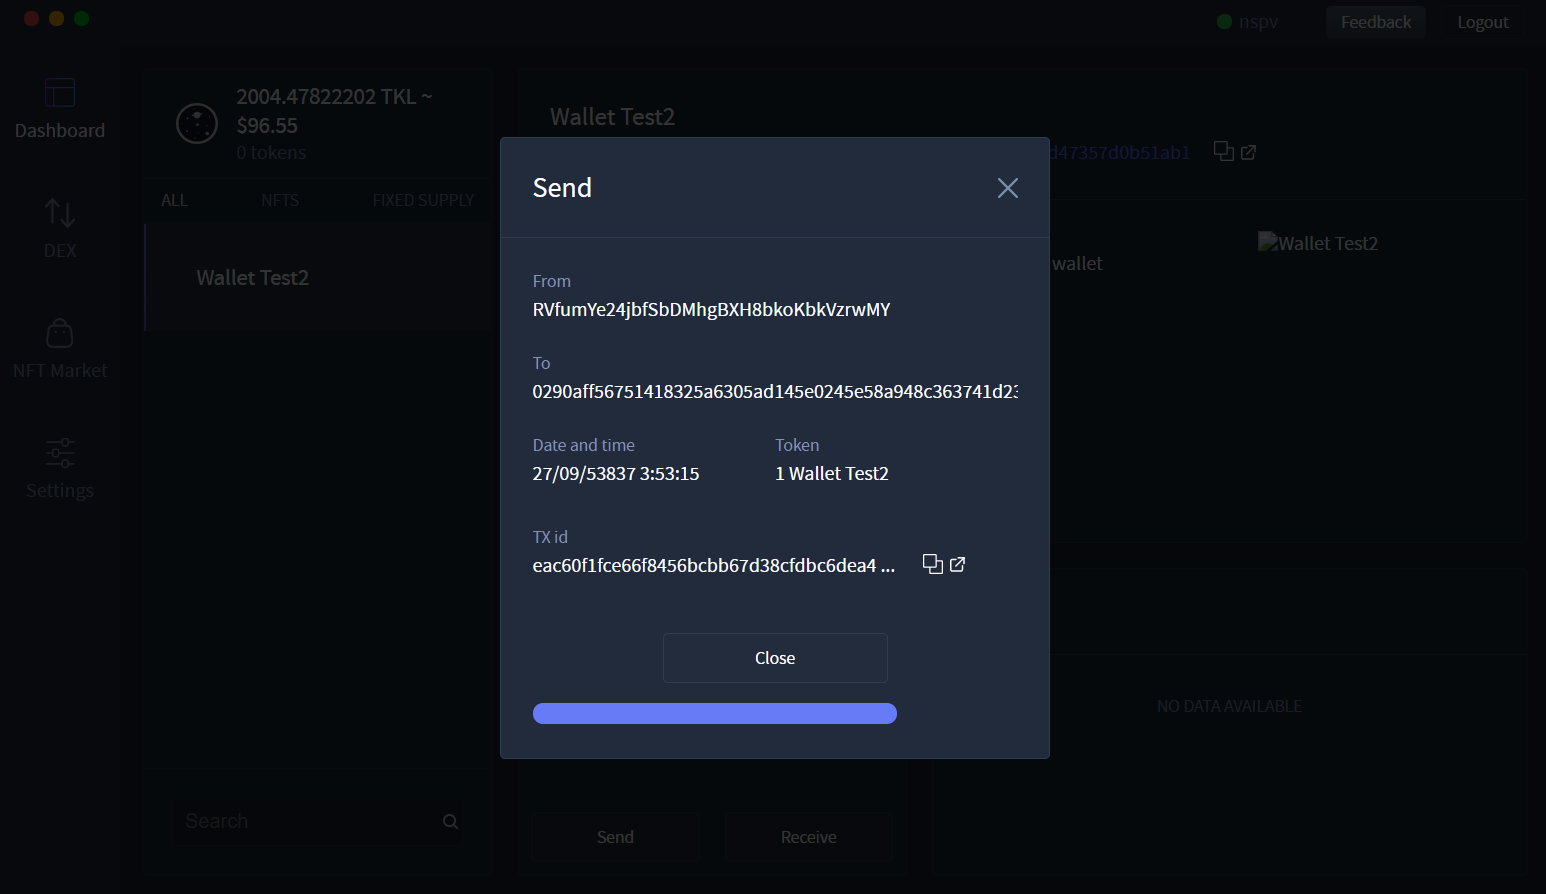 nspv
Feedback
Logout
Dashboard
DEX
NFT Market
Settings
2004.47822202 TKL ~
$96.55
0 tokens
ALL
NFTS
FIXED SUPPLY
Wallet Test2
Search
Wallet Test2
d47357d0b51ab1
wallet
Wallet Test2
Send
From
RVfumYe24jbfSbDMhgBXH8bkoKbkVzrwMY
To
0290aff56751418325a6305ad145e0245e58a948c363741d23
Date and time
27/09/53837 3:53:15
Token
1 Wallet Test2
TX id
eac60f1fce66f8456bcbb67d38cfdbc6dea4 ...
Close
NO DATA AVAILABLE
Send
Receive